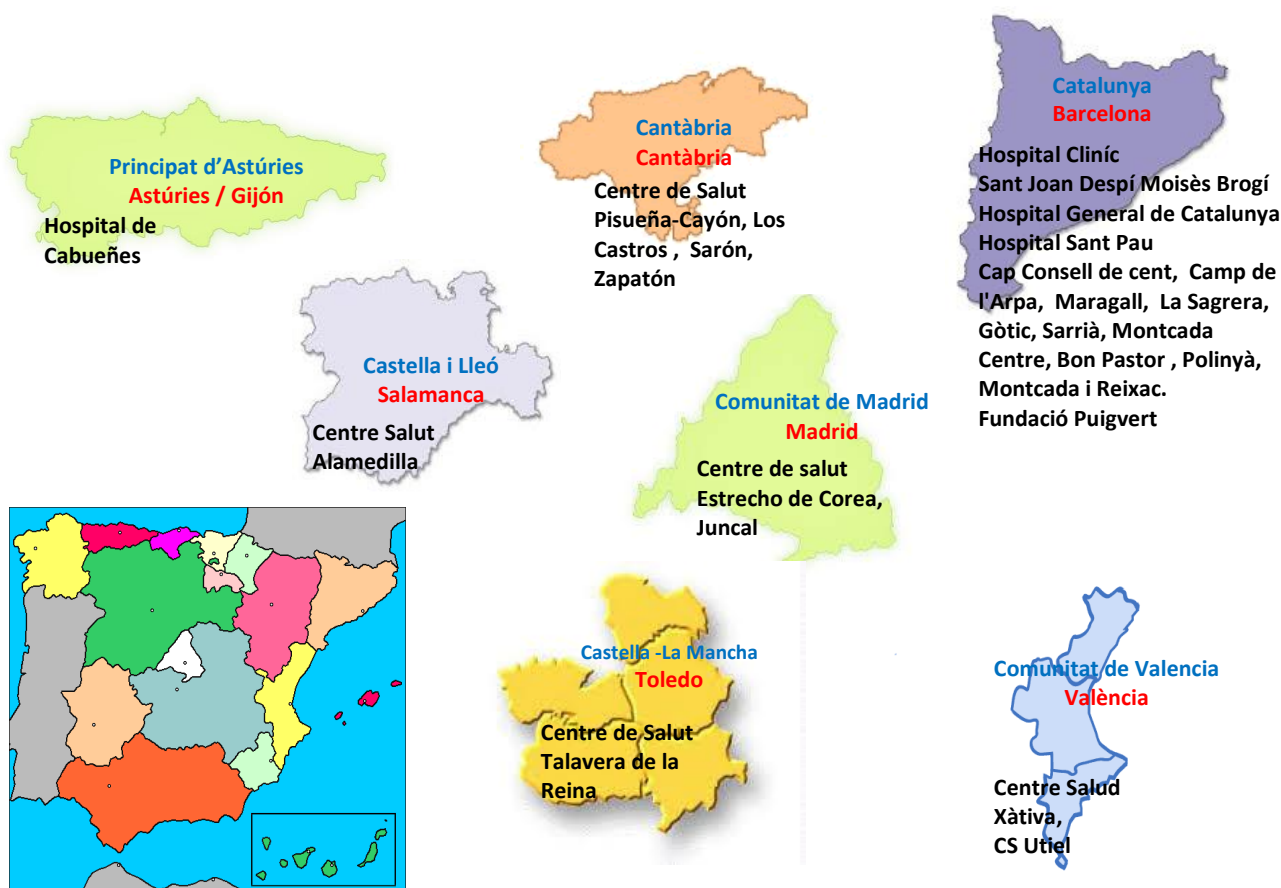 Principat d’Astúries
Astúries / Gijón
Hospital de
Cabueñes
Cantàbria
Cantàbria
Centre de Salut
Pisueña-Cayón, Los
Castros , Sarón,
Zapatón
Catalunya
Barcelona
Hospital Cliníc
Sant Joan Despí Moisès Brogí
Hospital General de Catalunya
Hospital Sant Pau
Cap Consell de cent, Camp de
l'Arpa, Maragall, La Sagrera,
Gòtic, Sarrià, Montcada
Centre, Bon Pastor , Polinyà,
Montcada i Reixac.
Fundació Puigvert
Castella i Lleó
Salamanca
Centre Salut
Alamedilla
Comunitat de Madrid
Madrid
Centre de salut
Estrecho de Corea,
Juncal
Castella -La Mancha
Toledo
Centre de Salut
Talavera de la
Reina
Comunitat de Valencia
València
Centre Salud
Xàtiva,
CS Utiel